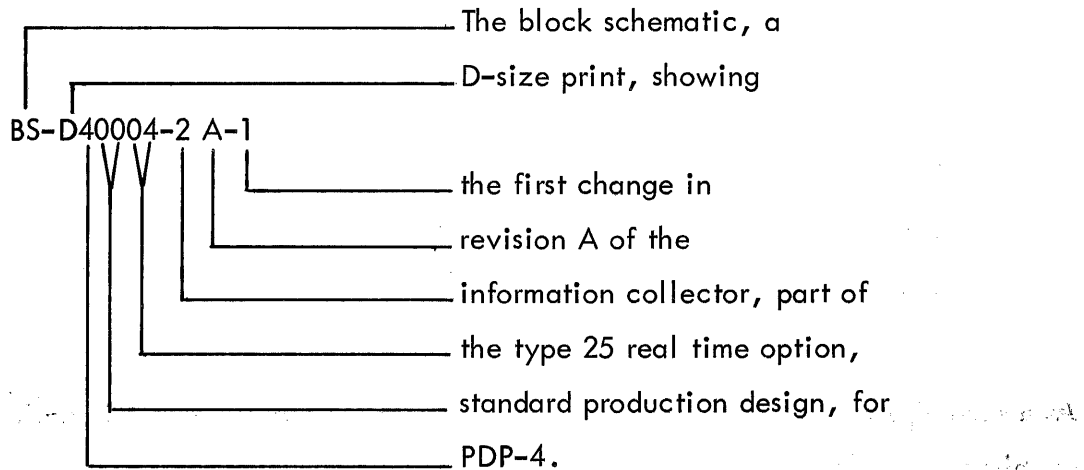 The block schematic, a
D-size print, showing
BS-D40004-2 A-1
the first change in
revision A of the
information collector, part of
the type 25 real time option,
standard production design, for
PDP-4.